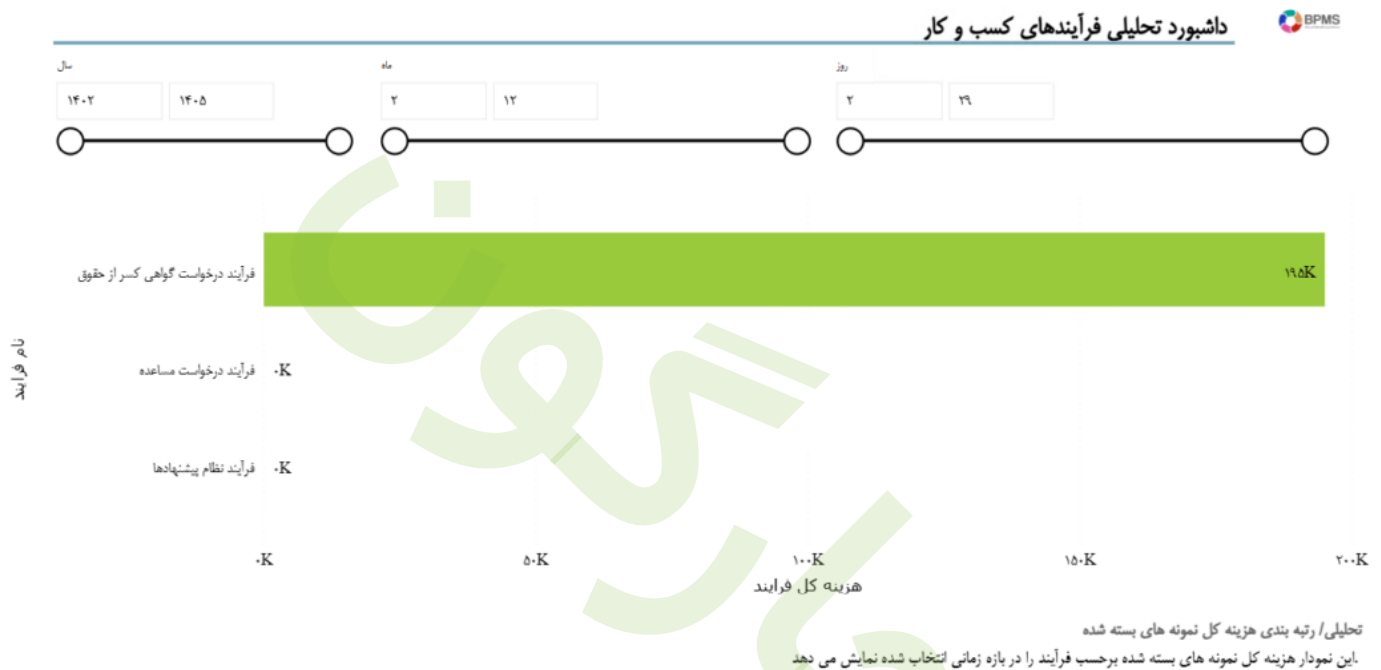 BPMS
داشبورد تحلیلی فرآیندهای کسب و کار
روز
۲ ۲۹
ماه
۲ ۱۲
سال
۱۴۰۲ ۱۴۰۵
نام فرایند
فرآیند درخواست گواهی کسر از حقوق
۱۹۵K
فرآیند درخواست مساعده
۰K
فرآیند نظام پیشنهادها
۰K
۰K ۵۰K ۱۰۰K ۱۵۰K ۲۰۰K
هزینه کل فرایند
تحلیلی/ رتبه بندی هزینه کل نمونه های بسته شده
.این نمودار هزینه کل نمونه های بسته شده برحسب فرآیند را در بازه زمانی انتخاب شده نمایش می دهد